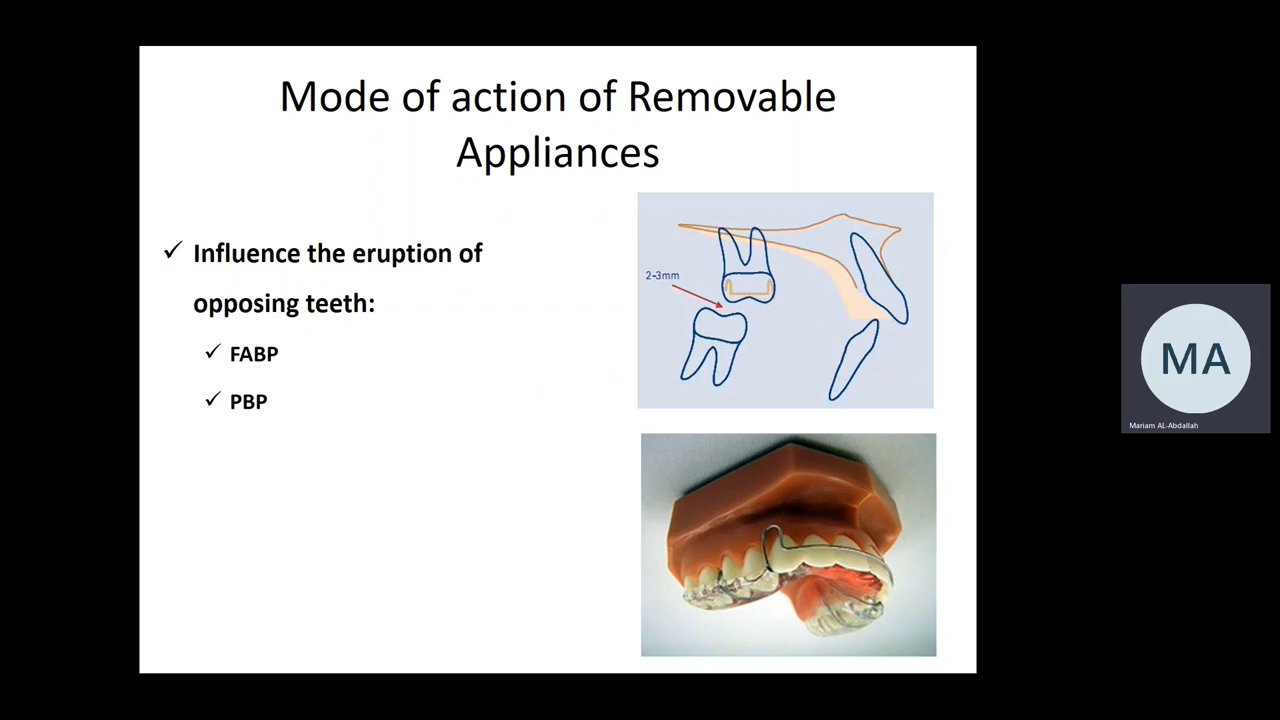 Mode of action of Removable
Appliances
✓ Influence the eruption of
opposing teeth:
✓ FABP
✓ PBP
2-3mm
MA
Mariam AL-Abdallah